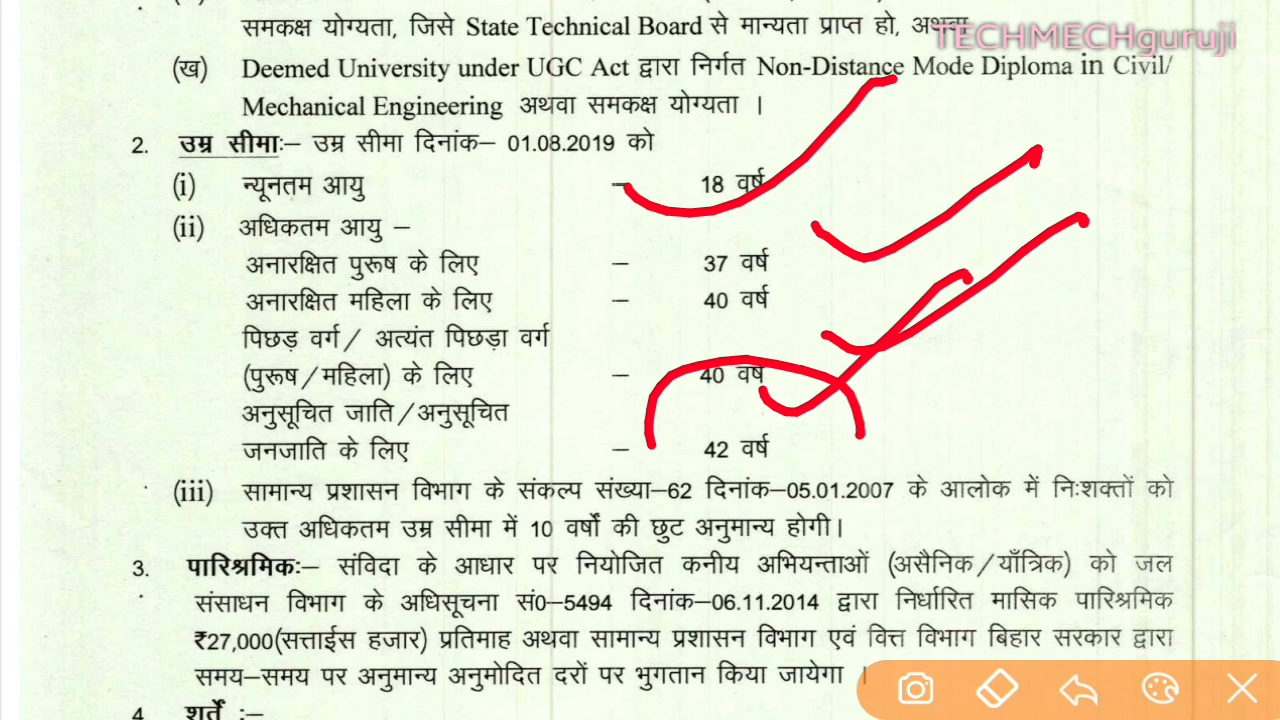 समकक्ष योग्यता, जिसे State Technical Board से मान्यता प्राप्त हो, अथवा
TECHMECHguruji
(ख) Deemed University under UGC Act द्वारा निर्गत Non-Distance Mode Diploma in Civil/
Mechanical Engineering अथवा समकक्ष योग्यता ।
2. उम्र सीमाः– उम्र सीमा दिनांक– 01.08.2019 को
(i) न्यूनतम आयु – 18 वर्ष
(ii) अधिकतम आयु –
अनारक्षित पुरूष के लिए – 37 वर्ष
अनारक्षित महिला के लिए – 40 वर्ष
पिछड़ वर्ग/ अत्यंत पिछड़ा वर्ग
(पुरूष/महिला) के लिए – 40 वर्ष
अनुसूचित जाति/अनुसूचित
जनजाति के लिए – 42 वर्ष
(iii) सामान्य प्रशासन विभाग के संकल्प संख्या–62 दिनांक–05.01.2007 के आलोक में निःशक्तों को
उक्त अधिकतम उम्र सीमा में 10 वर्षों की छुट अनुमान्य होगी।
3. पारिश्रमिकः– संविदा के आधार पर नियोजित कनीय अभियन्ताओं (असैनिक/याँत्रिक) को जल
संसाधन विभाग के अधिसूचना सं0–5494 दिनांक–06.11.2014 द्वारा निर्धारित मासिक पारिश्रमिक
₹27,000(सत्ताईस हजार) प्रतिमाह अथवा सामान्य प्रशासन विभाग एवं वित्त विभाग बिहार सरकार द्वारा
समय–समय पर अनुमान्य अनुमोदित दरों पर भुगतान किया जायेगा ।
4. शर्तें :–